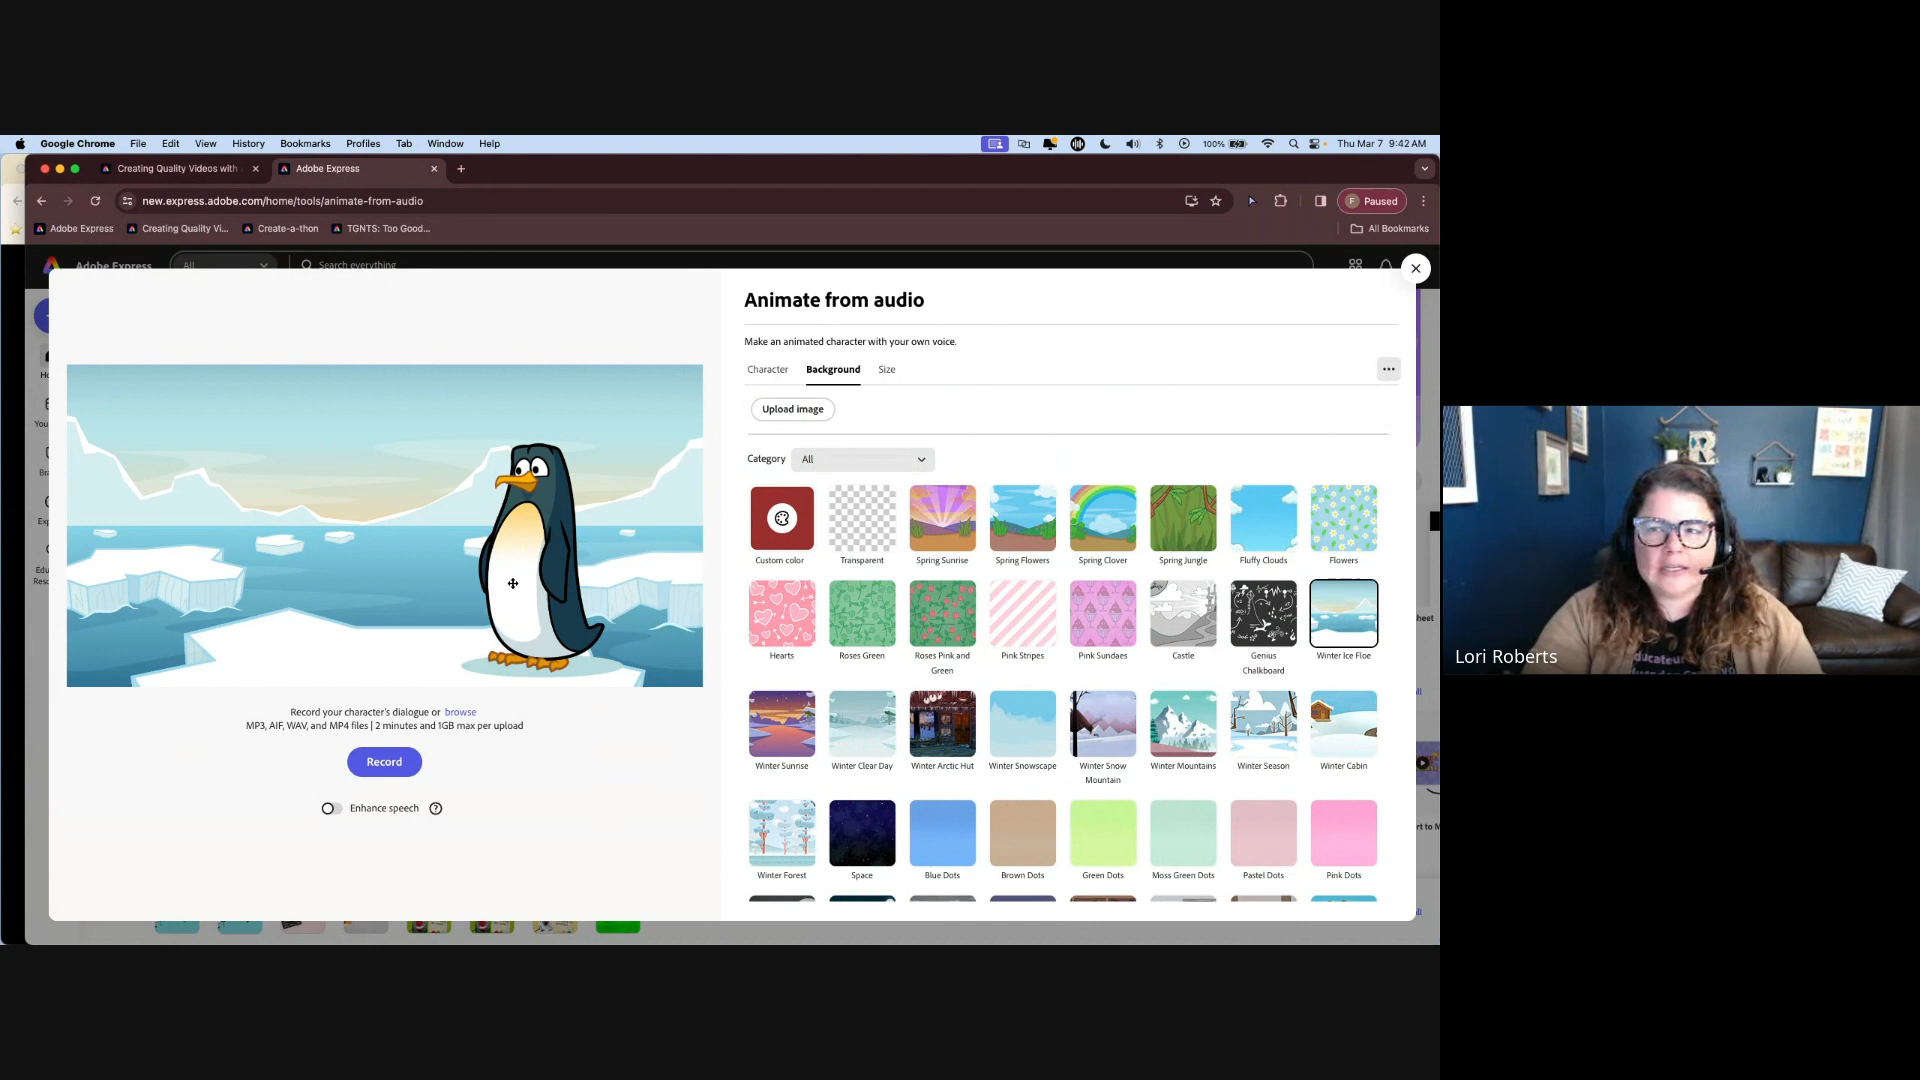 Google Chrome File Edit View History Bookmarks Profiles Tab Window Help 100% Thu Mar 7 9:42 AM
Creating Quality Videos with Adobe Express
new.express.adobe.com/home/tools/animate-from-audio F Paused
Adobe Express Creating Quality Vi... Create-a-thon TGNTS: Too Good... All Bookmarks
Adobe Express All Search everything
Animate from audio
Make an animated character with your own voice.
Character Background Size
Upload image
Category All
Custom color Transparent Spring Sunrise Spring Flowers Spring Clover Spring Jungle Fluffy Clouds Flowers
Hearts Roses Green Roses Pink and Green Pink Stripes Pink Sundaes Castle Genius Chalkboard Winter Ice Floe
Winter Sunrise Winter Clear Day Winter Arctic Hut Winter Snowscape Winter Snow Mountain Winter Mountains Winter Season Winter Cabin
Winter Forest Space Blue Dots Brown Dots Green Dots Moss Green Dots Pastel Dots Pink Dots
Record your character's dialogue or browse
MP3, AIF, WAV, and MP4 files | 2 minutes and 1GB max per upload
Record
Enhance speech ?
Lori Roberts